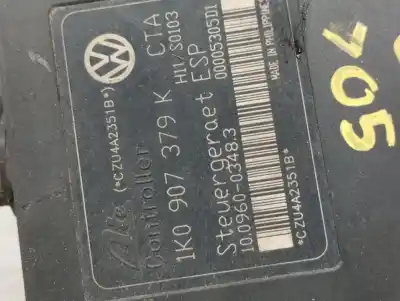 (*CZU4A2351B*)
Ate
Controller
1K0 907 379 K CTA
H11/S0103
Steuergeraet ESP
10.0960-0348.3 00005305D1
*CZU4A2351B* MADE IN PHILIPPINES
705